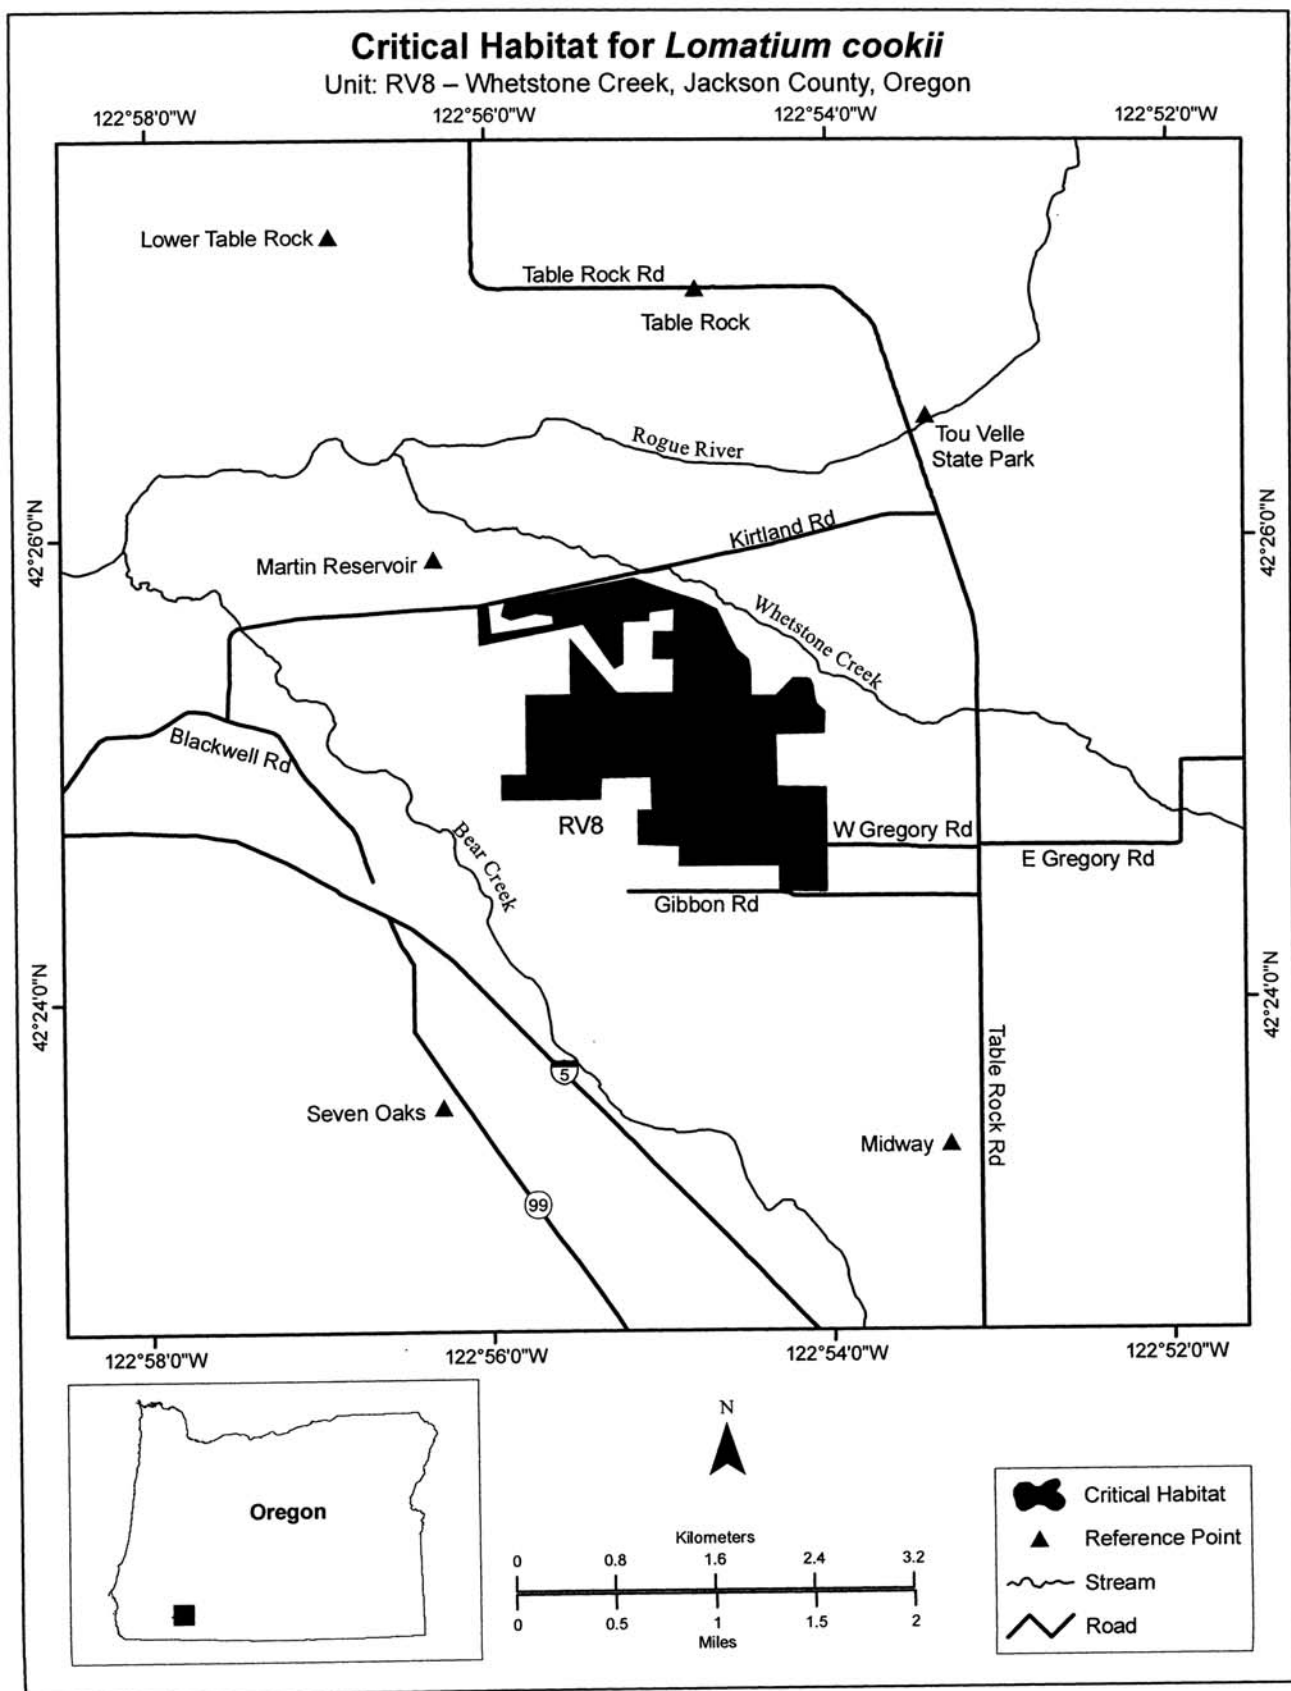 Critical Habitat for Lomatium cookii
Unit: RV8 – Whetstone Creek, Jackson County, Oregon
122°58'0"W
122°56'0"W
122°54'0"W
122°52'0"W
Lower Table Rock
Table Rock Rd
Table Rock
Tou Velle
State Park
Rogue River
42°26'0"N
42°26'0"N
Kirtland Rd
Martin Reservoir
Whetstone Creek
Blackwell Rd
RV8
W Gregory Rd
E Gregory Rd
Bear Creek
Gibbon Rd
42°24'0"N
42°24'0"N
Table Rock Rd
5
Seven Oaks
Midway
99
122°58'0"W
122°56'0"W
122°54'0"W
122°52'0"W
Oregon
N
Kilometers
0 0.8 1.6 2.4 3.2
0 0.5 1 1.5 2
Miles
Critical Habitat
Reference Point
Stream
Road